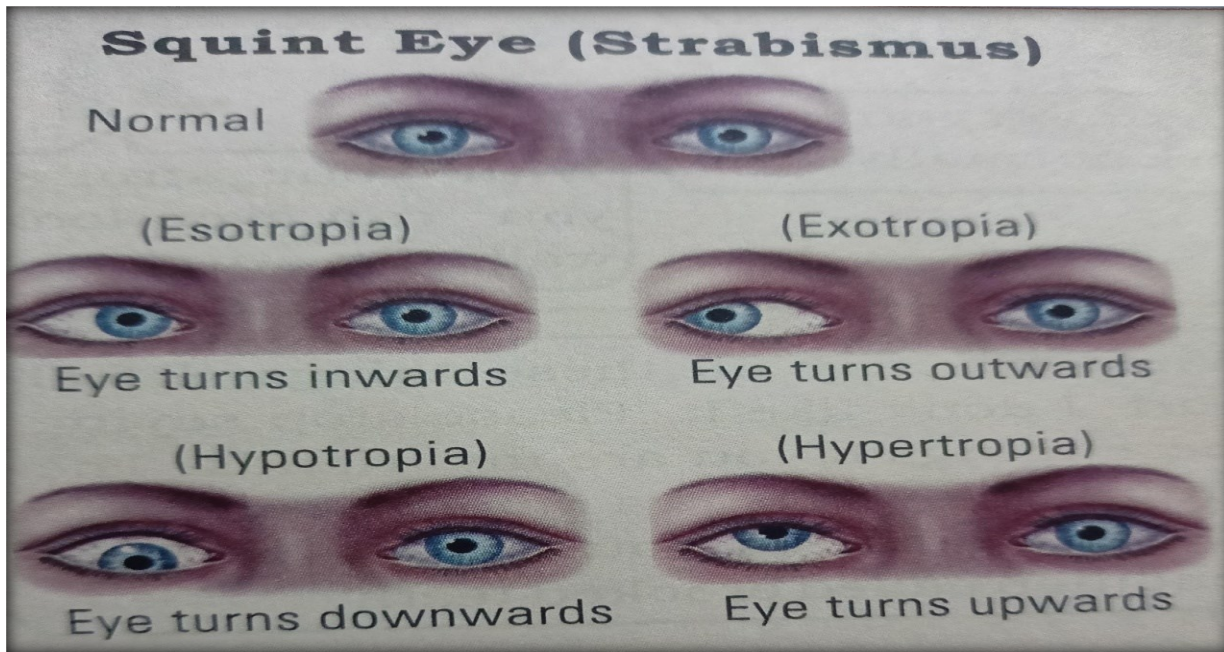 Squint Eye (Strabismus)
Normal
(Esotropia)
(Exotropia)
Eye turns inwards
Eye turns outwards
(Hypotropia)
(Hypertropia)
Eye turns downwards
Eye turns upwards